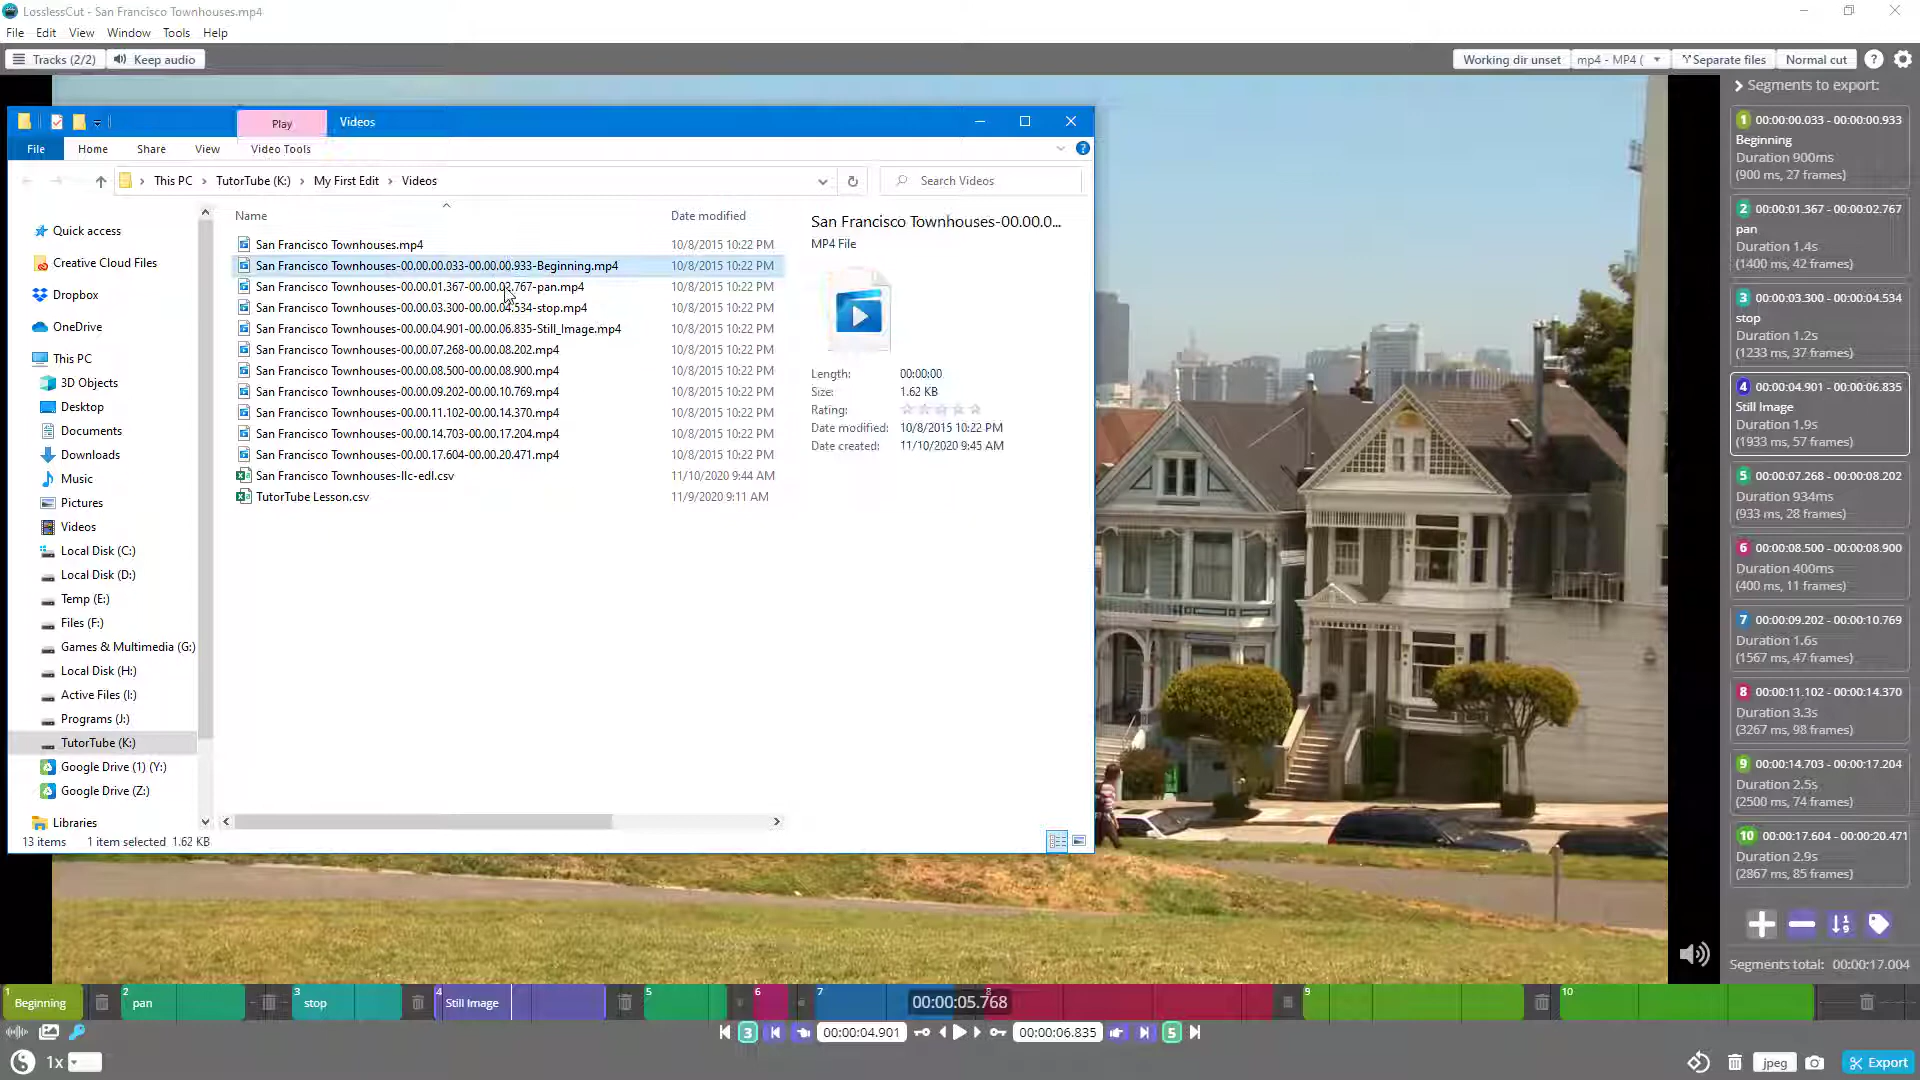 LosslessCut - San Francisco Townhouses.mp4
File Edit View Window Tools Help
Tracks (2/2) Keep audio Working dir unset mp4 - MP4 ( Separate files Normal cut ?
Segments to export:
Play Videos
File Home Share View Video Tools
This PC › TutorTube (K:) › My First Edit › Videos
Search Videos
Quick access
Creative Cloud Files
Dropbox
OneDrive
This PC
3D Objects
Desktop
Documents
Downloads
Music
Pictures
Videos
Local Disk (C:)
Local Disk (D:)
Temp (E:)
Files (F:)
Games & Multimedia (G:)
Local Disk (H:)
Active Files (I:)
Programs (J:)
TutorTube (K:)
Google Drive (1) (Y:)
Google Drive (Z:)
Libraries
Name Date modified
San Francisco Townhouses.mp4 10/8/2015 10:22 PM
San Francisco Townhouses-00.00.00.033-00.00.00.933-Beginning.mp4 10/8/2015 10:22 PM
San Francisco Townhouses-00.00.01.367-00.00.02.767-pan.mp4 10/8/2015 10:22 PM
San Francisco Townhouses-00.00.03.300-00.00.04.534-stop.mp4 10/8/2015 10:22 PM
San Francisco Townhouses-00.00.04.901-00.00.06.835-Still_Image.mp4 10/8/2015 10:22 PM
San Francisco Townhouses-00.00.07.268-00.00.08.202.mp4 10/8/2015 10:22 PM
San Francisco Townhouses-00.00.08.500-00.00.08.900.mp4 10/8/2015 10:22 PM
San Francisco Townhouses-00.00.09.202-00.00.10.769.mp4 10/8/2015 10:22 PM
San Francisco Townhouses-00.00.11.102-00.00.14.370.mp4 10/8/2015 10:22 PM
San Francisco Townhouses-00.00.14.703-00.00.17.204.mp4 10/8/2015 10:22 PM
San Francisco Townhouses-00.00.17.604-00.00.20.471.mp4 10/8/2015 10:22 PM
San Francisco Townhouses-llc-edl.csv 11/10/2020 9:44 AM
TutorTube Lesson.csv 11/9/2020 9:11 AM
San Francisco Townhouses-00.00.0...
MP4 File
Length: 00:00:00
Size: 1.62 KB
Rating:
Date modified: 10/8/2015 10:22 PM
Date created: 11/10/2020 9:45 AM
13 items 1 item selected 1.62 KB
1 00:00:00.033 - 00:00:00.933
Beginning
Duration 900ms
(900 ms, 27 frames)
2 00:00:01.367 - 00:00:02.767
pan
Duration 1.4s
(1400 ms, 42 frames)
3 00:00:03.300 - 00:00:04.534
stop
Duration 1.2s
(1233 ms, 37 frames)
4 00:00:04.901 - 00:00:06.835
Still Image
Duration 1.9s
(1933 ms, 57 frames)
5 00:00:07.268 - 00:00:08.202
Duration 934ms
(933 ms, 28 frames)
6 00:00:08.500 - 00:00:08.900
Duration 400ms
(400 ms, 11 frames)
7 00:00:09.202 - 00:00:10.769
Duration 1.6s
(1567 ms, 47 frames)
8 00:00:11.102 - 00:00:14.370
Duration 3.3s
(3267 ms, 98 frames)
9 00:00:14.703 - 00:00:17.204
Duration 2.5s
(2500 ms, 74 frames)
10 00:00:17.604 - 00:00:20.471
Duration 2.9s
(2867 ms, 85 frames)
Segments total: 00:00:17.004
1 Beginning 2 pan 3 stop 4 Still Image 5 6 7 00:00:05.768 8 9 10
3 00:00:04.901 00:00:06.835 5
1x jpeg Export